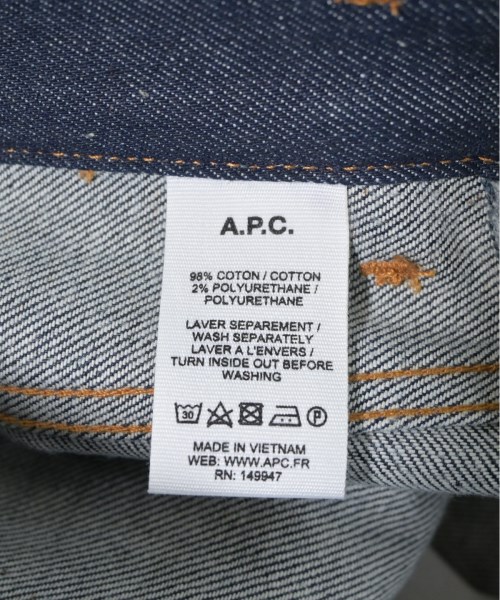 A.P.C.
98% COTON / COTTON
2% POLYURETHANE /
POLYURETHANE
LAVER SEPAREMENT /
WASH SEPARATELY
LAVER A L'ENVERS /
TURN INSIDE OUT BEFORE
WASHING
30 P
MADE IN VIETNAM
WEB: WWW.APC.FR
RN: 149947